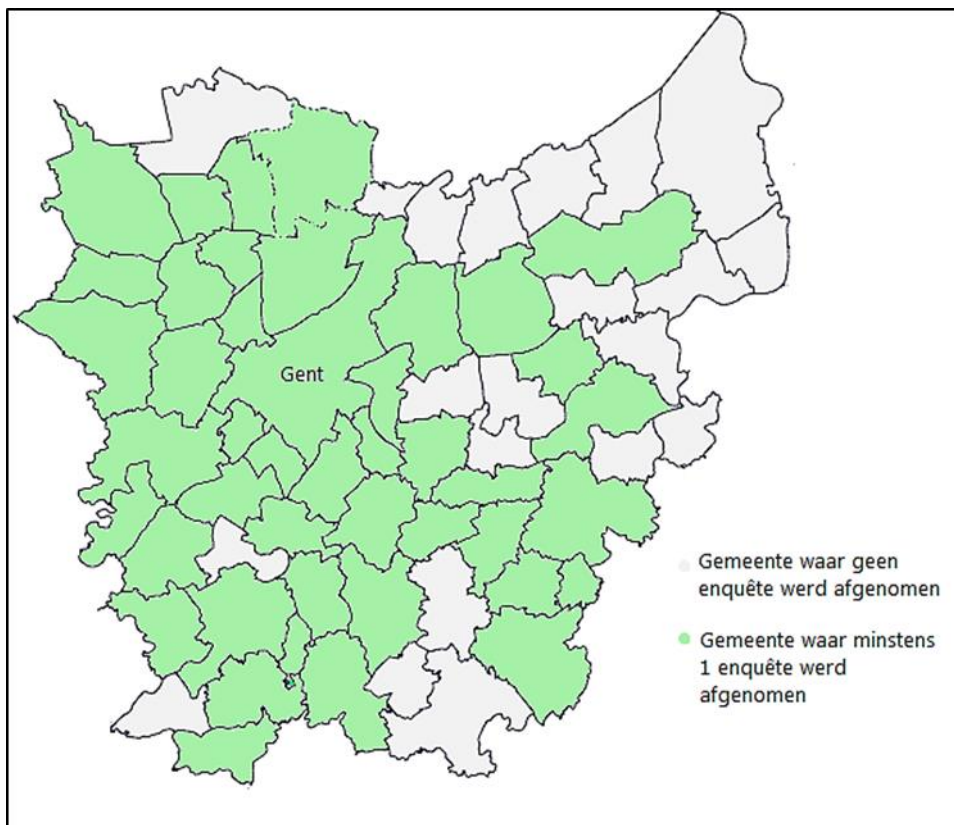 Gent
Gemeente waar geen
enquête werd afgenomen
Gemeente waar minstens
1 enquête werd
afgenomen